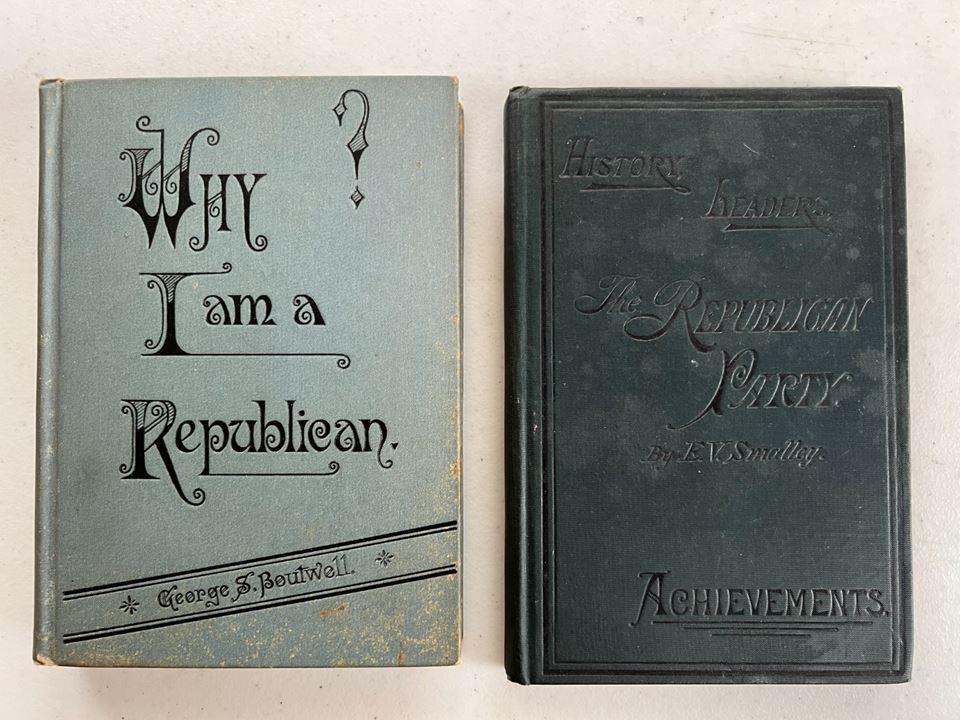 Why ?
I am a
Republican.
George S. Boutwell.
History,
Leaders,
The Republican
Party
By E.V. Smalley.
Achievements.